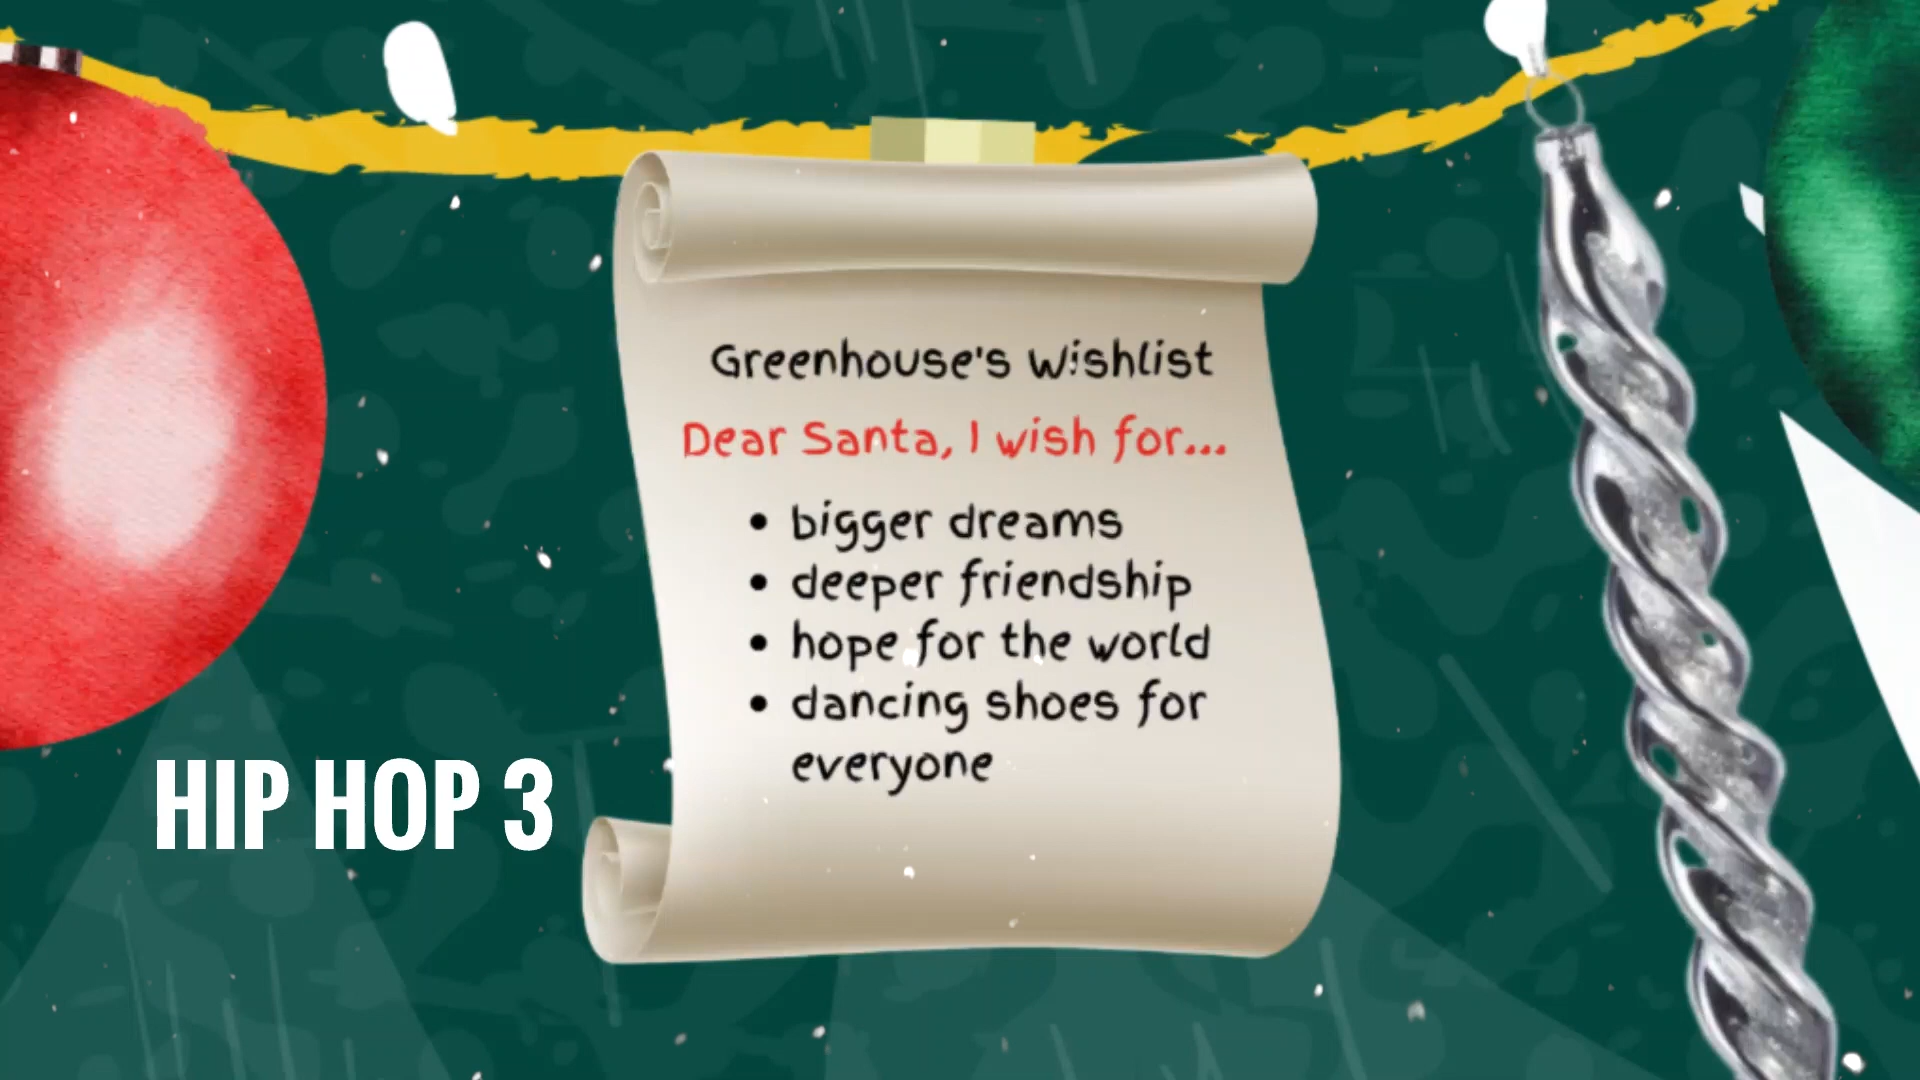 Greenhouse's Wishlist
Dear Santa, I wish for...
• bigger dreams
• deeper friendship
• hope for the world
• dancing shoes for
everyone
HIP HOP 3